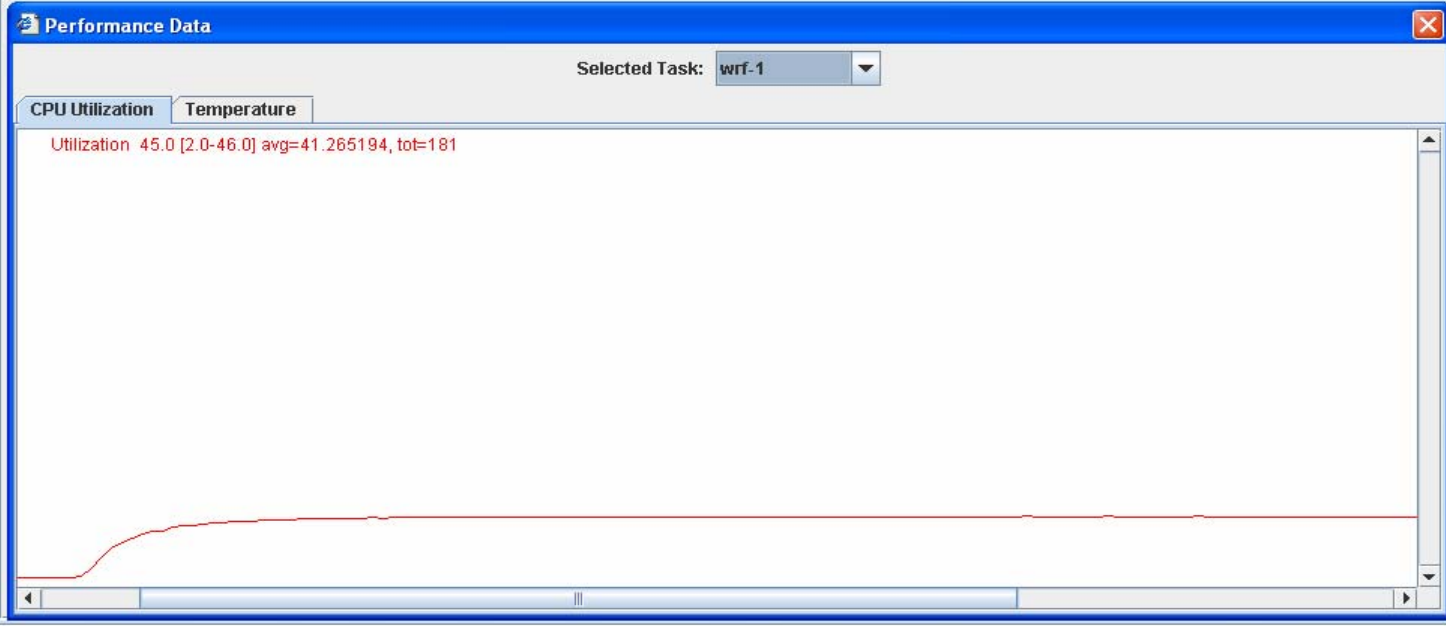 Performance Data
Selected Task: wrf-1
CPU Utilization Temperature
Utilization 45.0 [2.0-46.0] avg=41.265194, tot=181